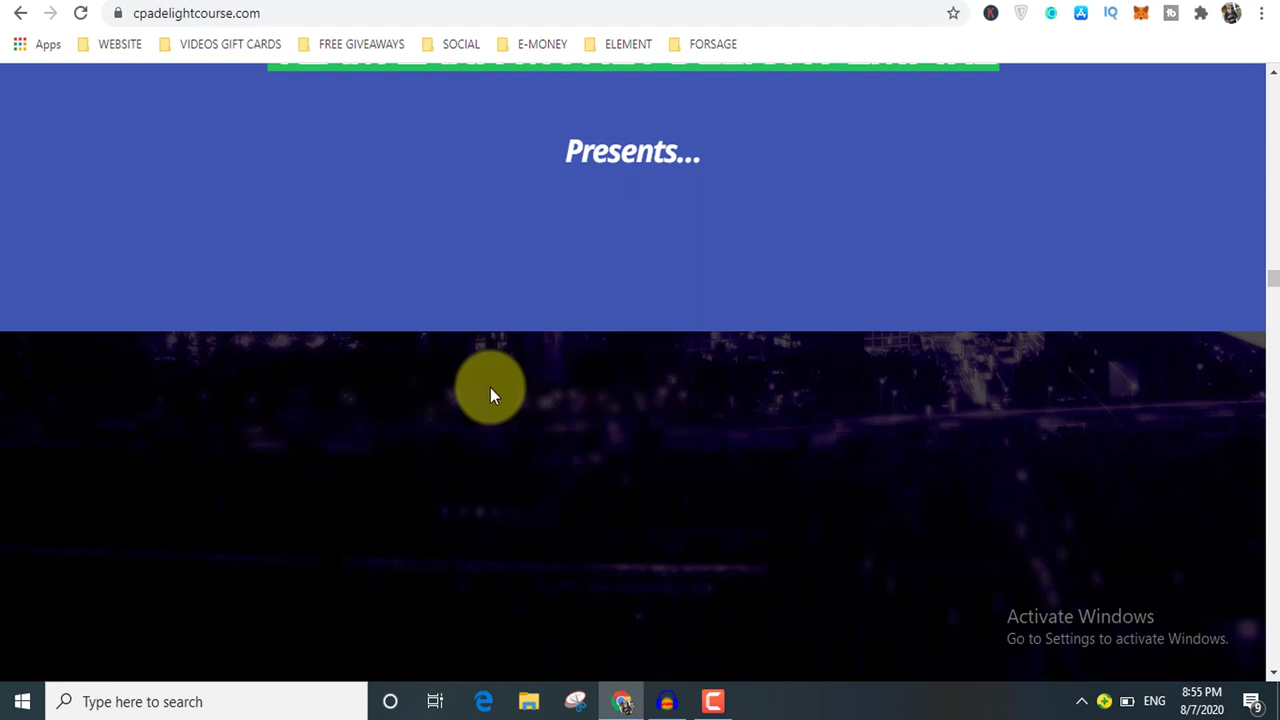 cpadelightcourse.com
Apps WEBSITE VIDEOS GIFT CARDS FREE GIVEAWAYS SOCIAL E-MONEY ELEMENT FORSAGE
Presents...
Activate Windows
Go to Settings to activate Windows.
Type here to search
ENG
8:55 PM
8/7/2020
9